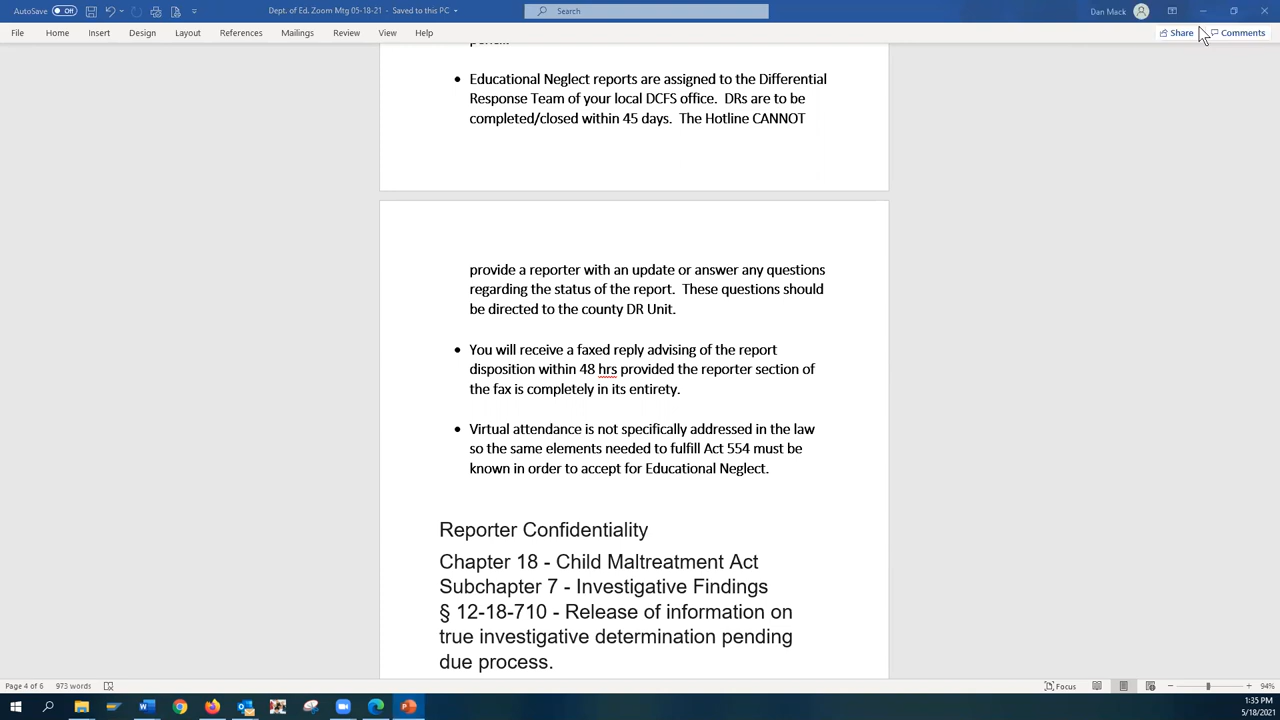 AutoSave Off Dept. of Ed. Zoom Mtg 05-18-21 - Saved to this PC Search Dan Mack
File Home Insert Design Layout References Mailings Review View Help Share Comments
• Educational Neglect reports are assigned to the Differential
Response Team of your local DCFS office. DRs are to be
completed/closed within 45 days. The Hotline CANNOT
provide a reporter with an update or answer any questions
regarding the status of the report. These questions should
be directed to the county DR Unit.
• You will receive a faxed reply advising of the report
disposition within 48 hrs provided the reporter section of
the fax is completely in its entirety.
• Virtual attendance is not specifically addressed in the law
so the same elements needed to fulfill Act 554 must be
known in order to accept for Educational Neglect.
Reporter Confidentiality
Chapter 18 - Child Maltreatment Act
Subchapter 7 - Investigative Findings
§ 12-18-710 - Release of information on
true investigative determination pending
due process.
Page 4 of 6 973 words Focus 94%
1:35 PM
5/18/2021